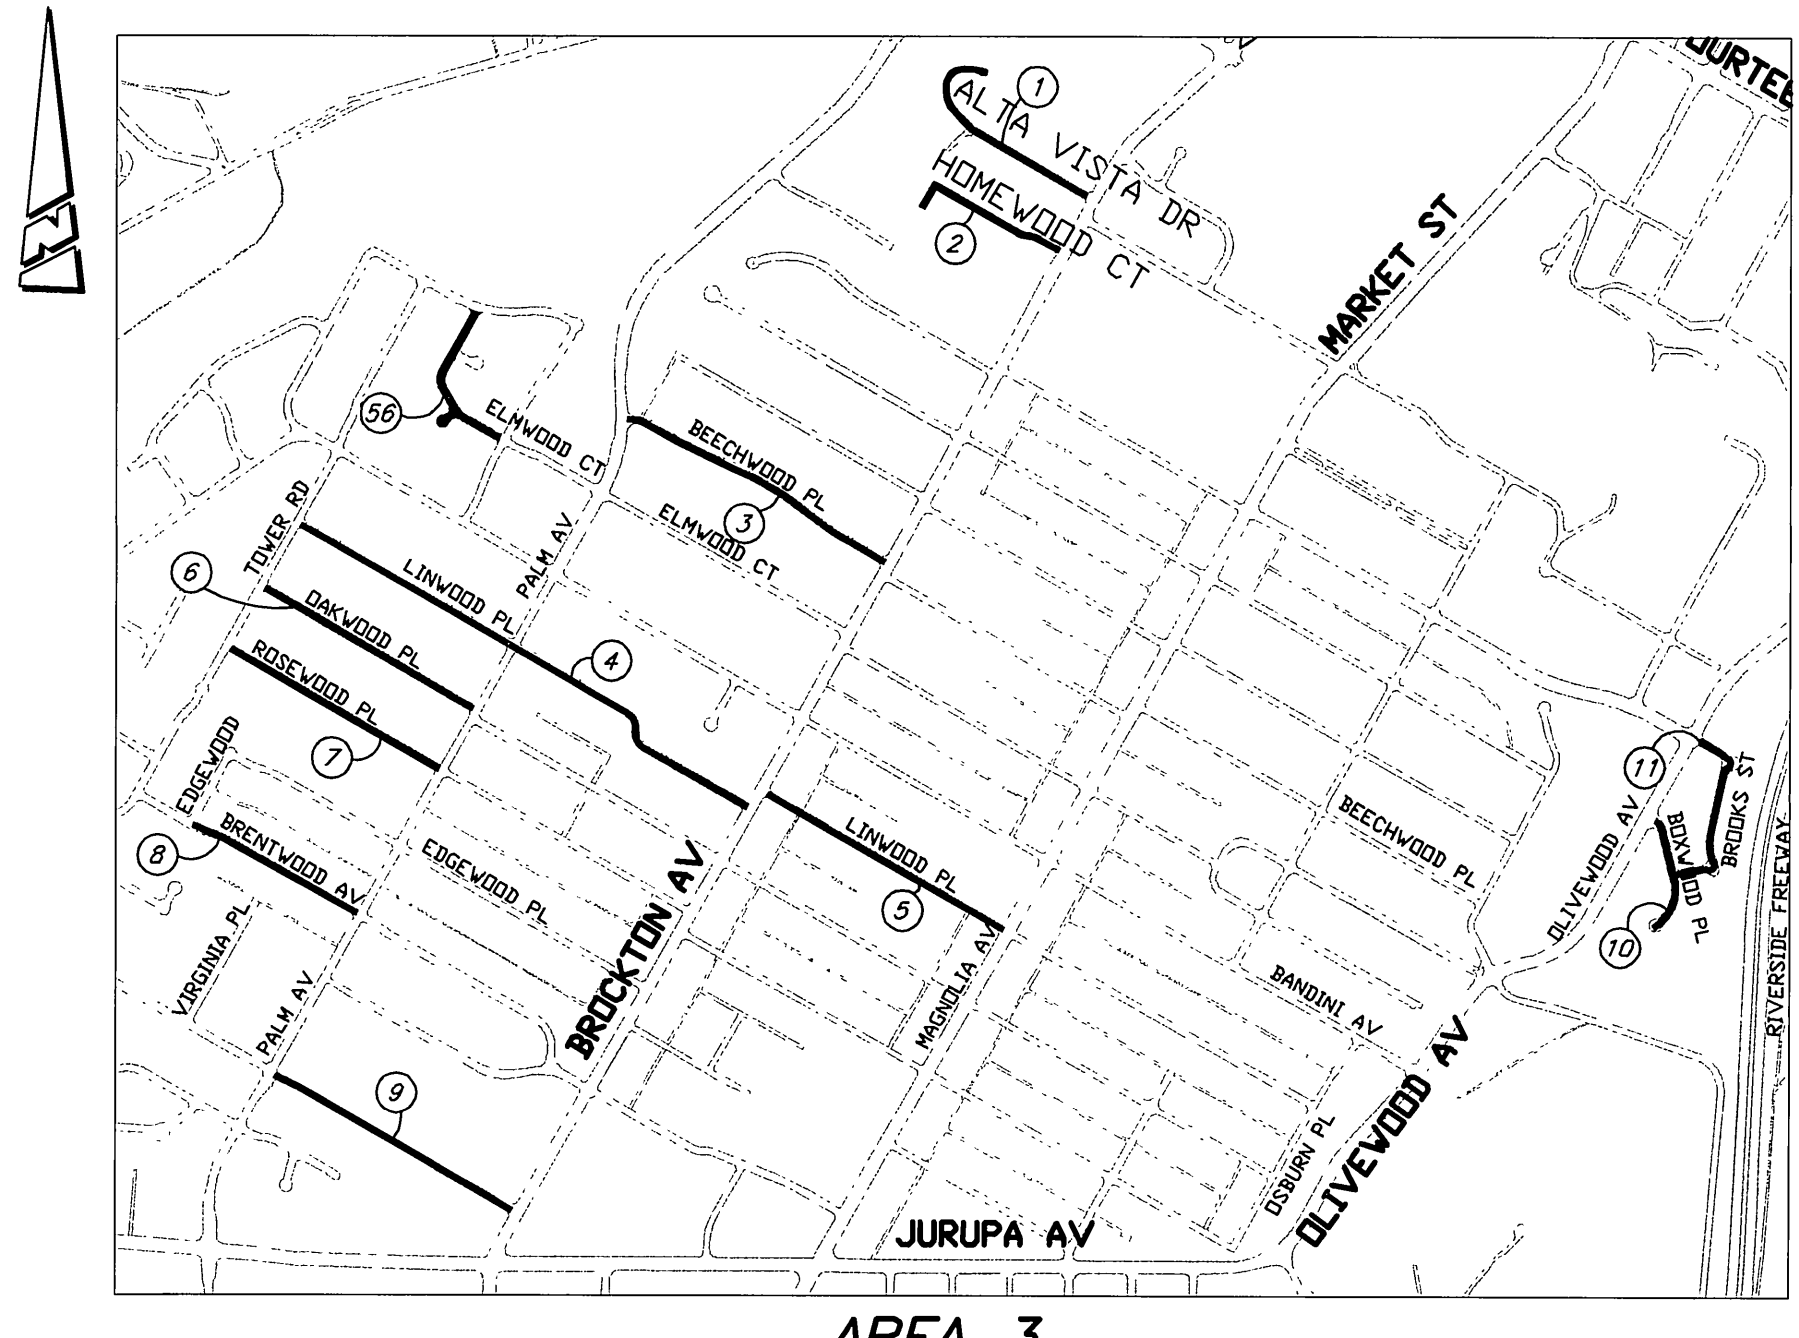 N
OURTEE
1
ALTA VISTA DR
HOMEWOOD CT
2
MARKET ST
56
ELMWOOD CT
BEECHWOOD PL
3
ELMWOOD CT
TOWER RD
PALM AV
6
LINWOOD PL
OAKWOOD PL
4
ROSEWOOD PL
7
EDGEWOOD
11
BROOKS ST
8
BRENTWOOD AV
EDGEWOOD PL
BROCKTON AV
LINWOOD PL
5
BEECHWOOD PL
OLIVEWOOD AV
BOXWOOD PL
10
RIVERSIDE FREEWAY
VIRGINIA PL
PALM AV
MAGNOLIA AV
BANDINI AV
9
OSBURN PL
OLIVEWOOD AV
JURUPA AV
AREA 3